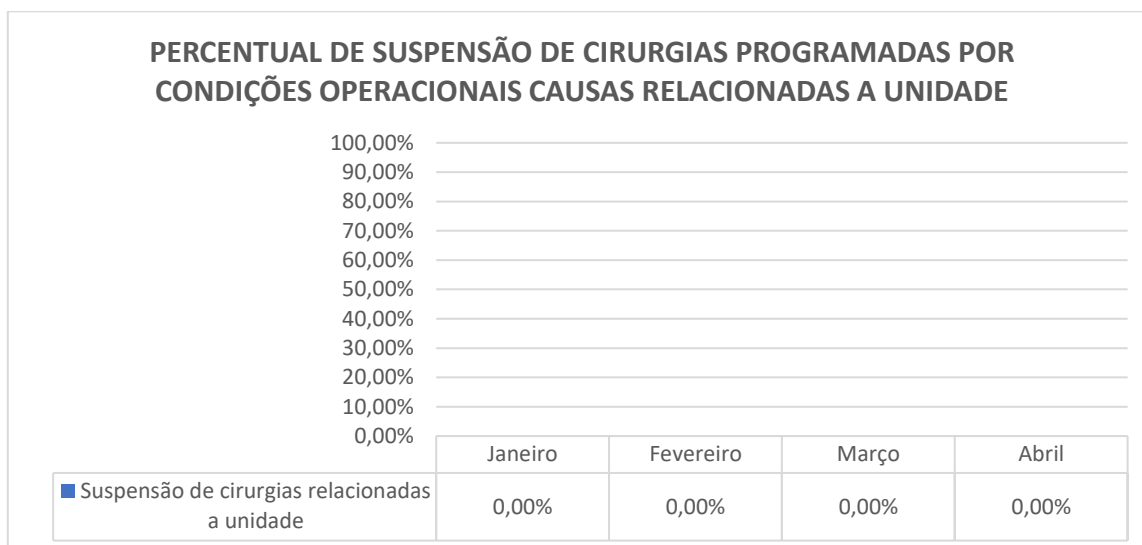 PERCENTUAL DE SUSPENSÃO DE CIRURGIAS PROGRAMADAS POR
CONDIÇÕES OPERACIONAIS CAUSAS RELACIONADAS A UNIDADE
100,00%
90,00%
80,00%
70,00%
60,00%
50,00%
40,00%
30,00%
20,00%
10,00%
0,00%
Janeiro Fevereiro Março Abril
Suspensão de cirurgias relacionadas
a unidade
0,00% 0,00% 0,00% 0,00%